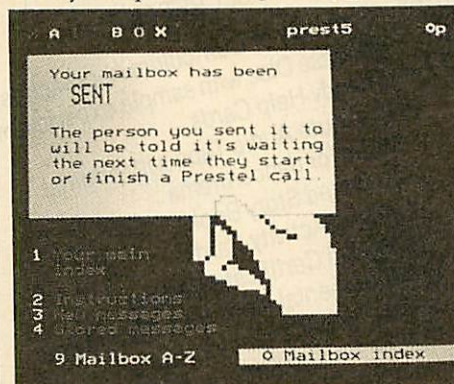 A B O X prest5 Op
Your mailbox has been
SENT
The person you sent it to
will be told it's waiting
the next time they start
or finish a Prestel call.
1 Your main
Index
2 Instructions
3 New messages
4 Stored messages
9 Mailbox A-Z 0 Mailbox index